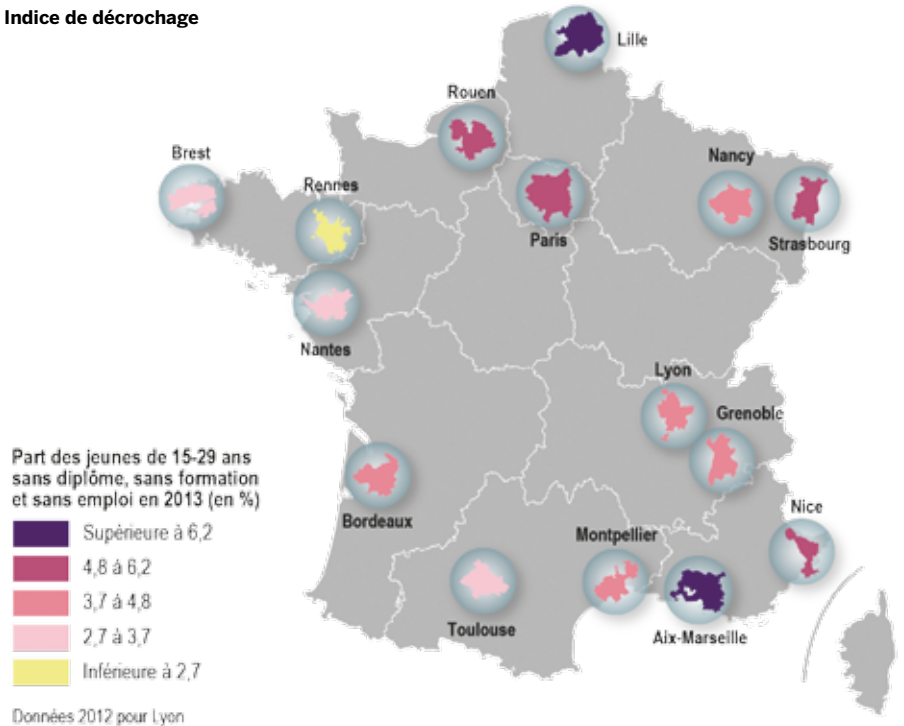 Indice de décrochage
Lille
Rouen
Brest
Rennes
Nancy
Paris
Strasbourg
Nantes
Lyon
Grenoble
Part des jeunes de 15-29 ans
sans diplôme, sans formation
et sans emploi en 2013 (en %)
Supérieure à 6,2
4,8 à 6,2
3,7 à 4,8
2,7 à 3,7
Inférieure à 2,7
Données 2012 pour Lyon
Bordeaux
Nice
Montpellier
Toulouse
Aix-Marseille